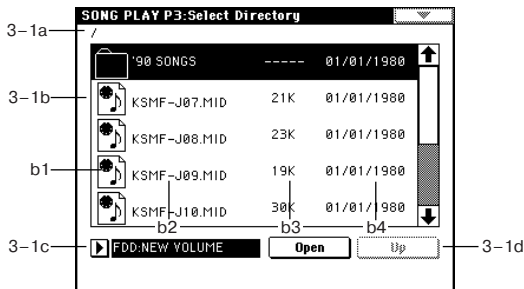 SONG PLAY P3:Select Directory
3-1a
/
'90 SONGS ----- 01/01/1980
3-1b
KSMF-J07.MID 21K 01/01/1980
KSMF-J08.MID 23K 01/01/1980
b1
KSMF-J09.MID 19K 01/01/1980
KSMF-J10.MID 30K 01/01/1980
b2 b3 b4
3-1c FDD:NEW VOLUME Open Up 3-1d